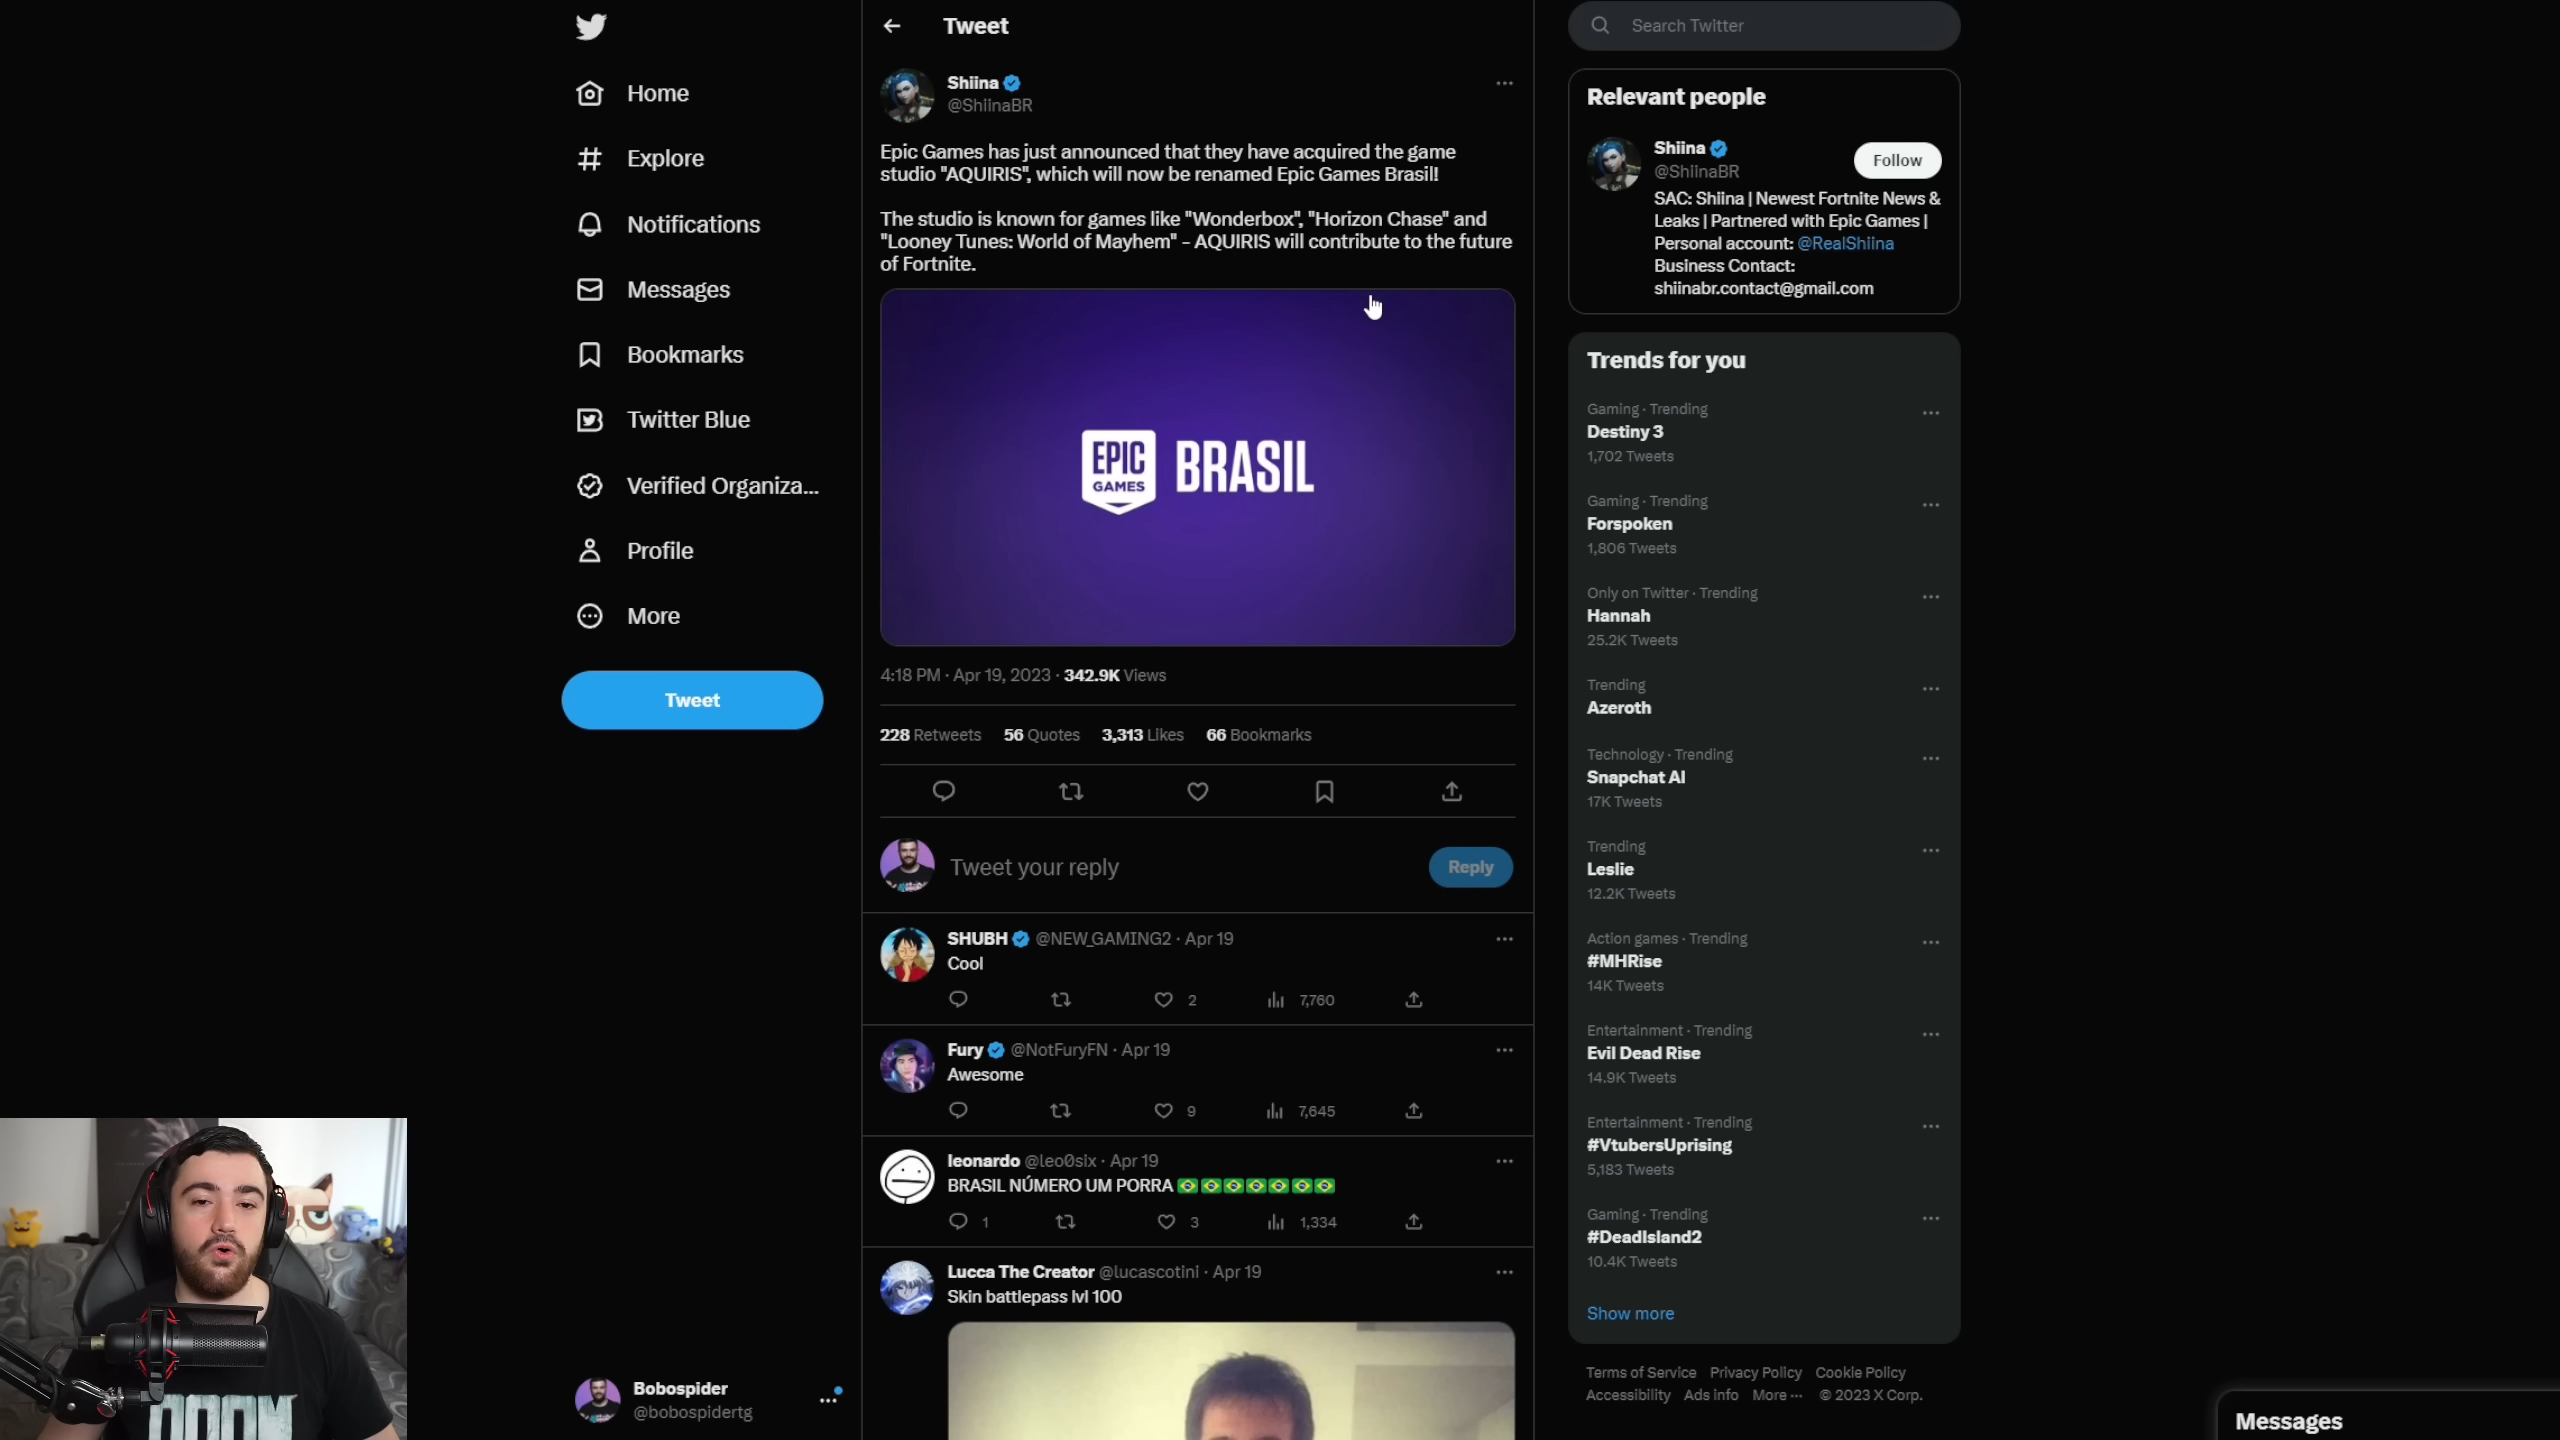 Home
Explore
Notifications
Messages
Bookmarks
Twitter Blue
Verified Organiza...
Profile
More
Tweet
Bobospider
@bobospidertg
Tweet
Shiina
@ShiinaBR
Epic Games has just announced that they have acquired the game
studio "AQUIRIS", which will now be renamed Epic Games Brasil!
The studio is known for games like "Wonderbox", "Horizon Chase" and
"Looney Tunes: World of Mayhem" - AQUIRIS will contribute to the future
of Fortnite.
EPIC GAMES BRASIL
4:18 PM · Apr 19, 2023 · 342.9K Views
228 Retweets 56 Quotes 3,313 Likes 66 Bookmarks
Tweet your reply
Reply
SHUBH @NEW_GAMING2 · Apr 19
Cool
2 7,760
Fury @NotFuryFN · Apr 19
Awesome
9 7,645
leonardo @leo0six · Apr 19
BRASIL NÚMERO UM PORRA 🇧🇷🇧🇷🇧🇷🇧🇷🇧🇷🇧🇷🇧🇷
1 3 1,334
Lucca The Creator @lucascotini · Apr 19
Skin battlepass lvl 100
Search Twitter
Relevant people
Shiina
@ShiinaBR
Follow
SAC: Shiina | Newest Fortnite News &
Leaks | Partnered with Epic Games |
Personal account: @RealShiina
Business Contact:
shiinabr.contact@gmail.com
Trends for you
Gaming · Trending
Destiny 3
1,702 Tweets
Gaming · Trending
Forspoken
1,806 Tweets
Only on Twitter · Trending
Hannah
25.2K Tweets
Trending
Azeroth
Technology · Trending
Snapchat AI
17K Tweets
Trending
Leslie
12.2K Tweets
Action games · Trending
#MHRise
14K Tweets
Entertainment · Trending
Evil Dead Rise
14.9K Tweets
Entertainment · Trending
#VtubersUprising
5,183 Tweets
Gaming · Trending
#DeadIsland2
10.4K Tweets
Show more
Terms of Service Privacy Policy Cookie Policy
Accessibility Ads info More ··· © 2023 X Corp.
Messages
DOOM